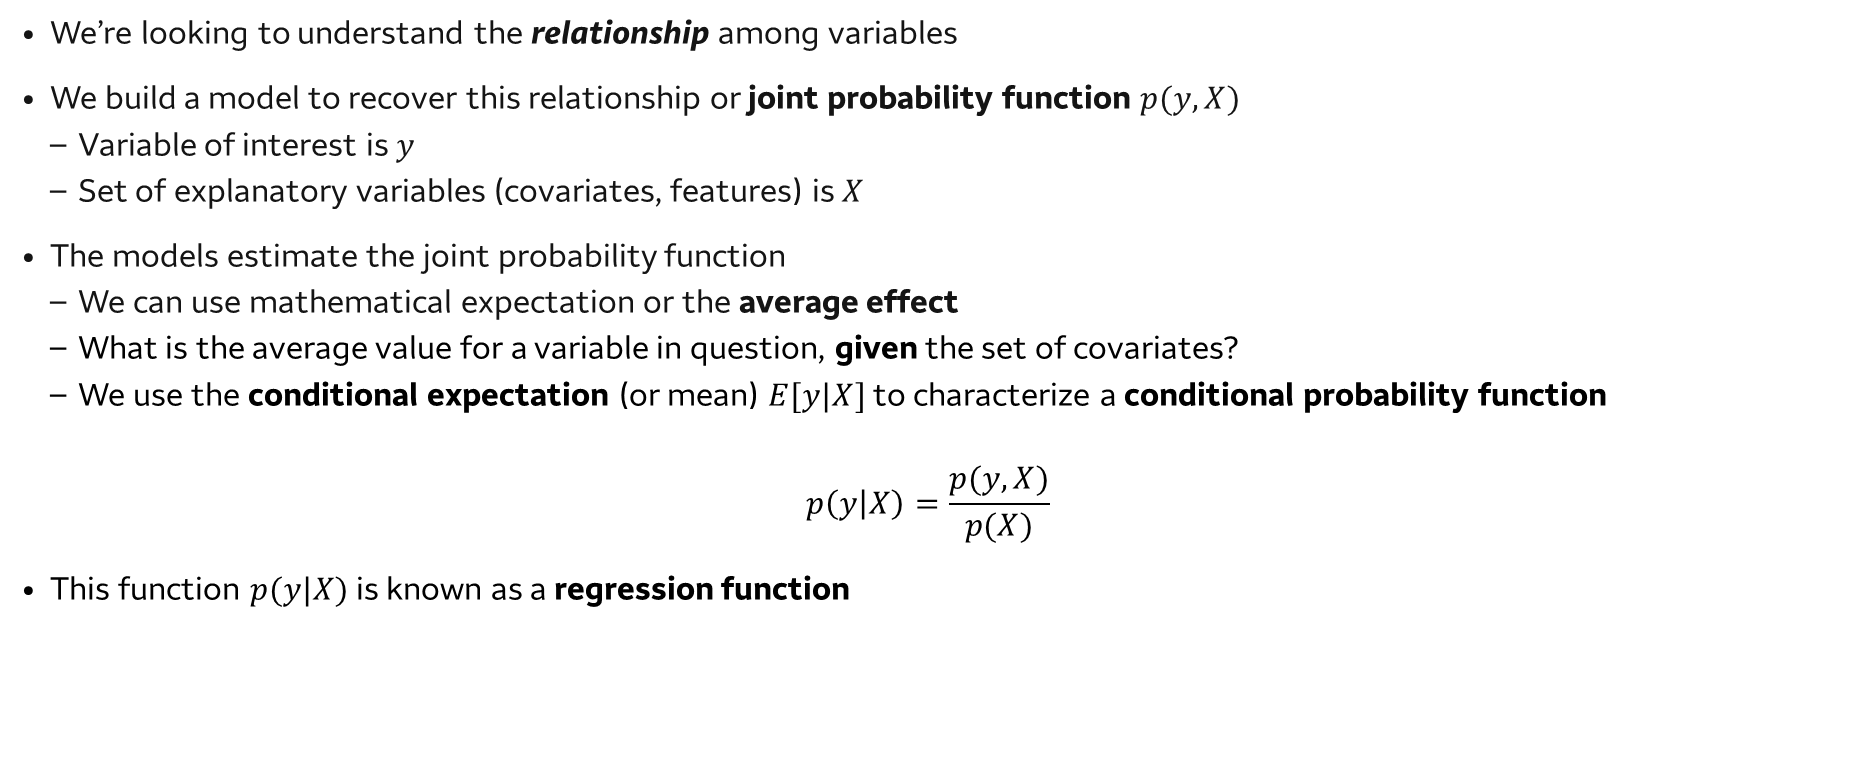 • We're looking to understand the relationship among variables
• We build a model to recover this relationship or joint probability function p(y, X)
– Variable of interest is y
– Set of explanatory variables (covariates, features) is X
• The models estimate the joint probability function
– We can use mathematical expectation or the average effect
– What is the average value for a variable in question, given the set of covariates?
– We use the conditional expectation (or mean) E[y|X] to characterize a conditional probability function
p(y|X) = p(y, X) / p(X)
• This function p(y|X) is known as a regression function